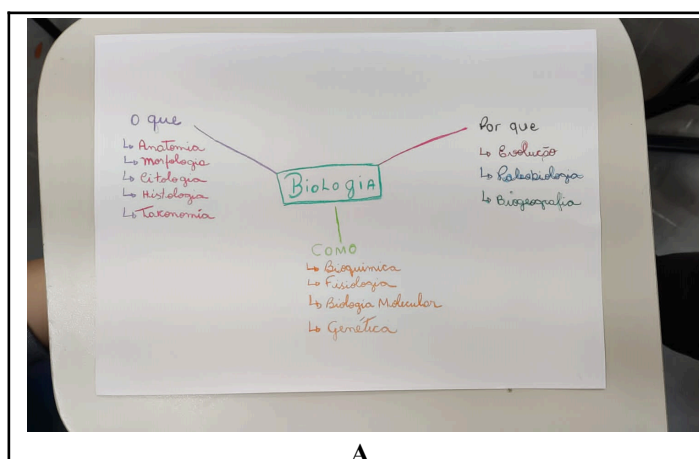 Biologia
O que
↳ Anatomia
↳ Morfologia
↳ Citologia
↳ Histologia
↳ Taxonomia
Por que
↳ Evolução
↳ Paleobiologia
↳ Biogeografia
Como
↳ Bioquímica
↳ Fisiologia
↳ Biologia Molecular
↳ Genética
A